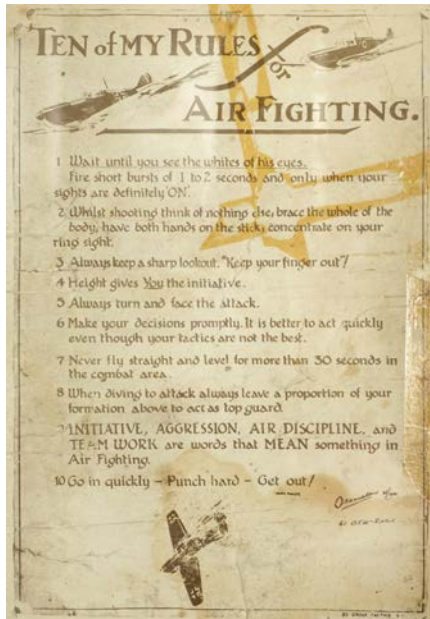 TEN of MY RULES for
AIR FIGHTING.
1 Wait until you see the whites of his eyes.
Fire short bursts of 1 to 2 seconds and only when your
sights are definitely 'ON'.
2 Whilst shooting think of nothing else, brace the whole of the
body, have both hands on the stick, concentrate on your
ring sight.
3 Always keep a sharp lookout. "Keep your finger out"!
4 Height gives You the initiative.
5 Always turn and face the attack.
6 Make your decisions promptly. It is better to act quickly
even though your tactics are not the best.
7 Never fly straight and level for more than 30 seconds in
the combat area.
8 When diving to attack always leave a proportion of your
formation above to act as top guard.
9 INITIATIVE, AGGRESSION, AIR DISCIPLINE, and
TEAM WORK are words that MEAN something in
Air Fighting.
10 Go in quickly – Punch hard – Get out!